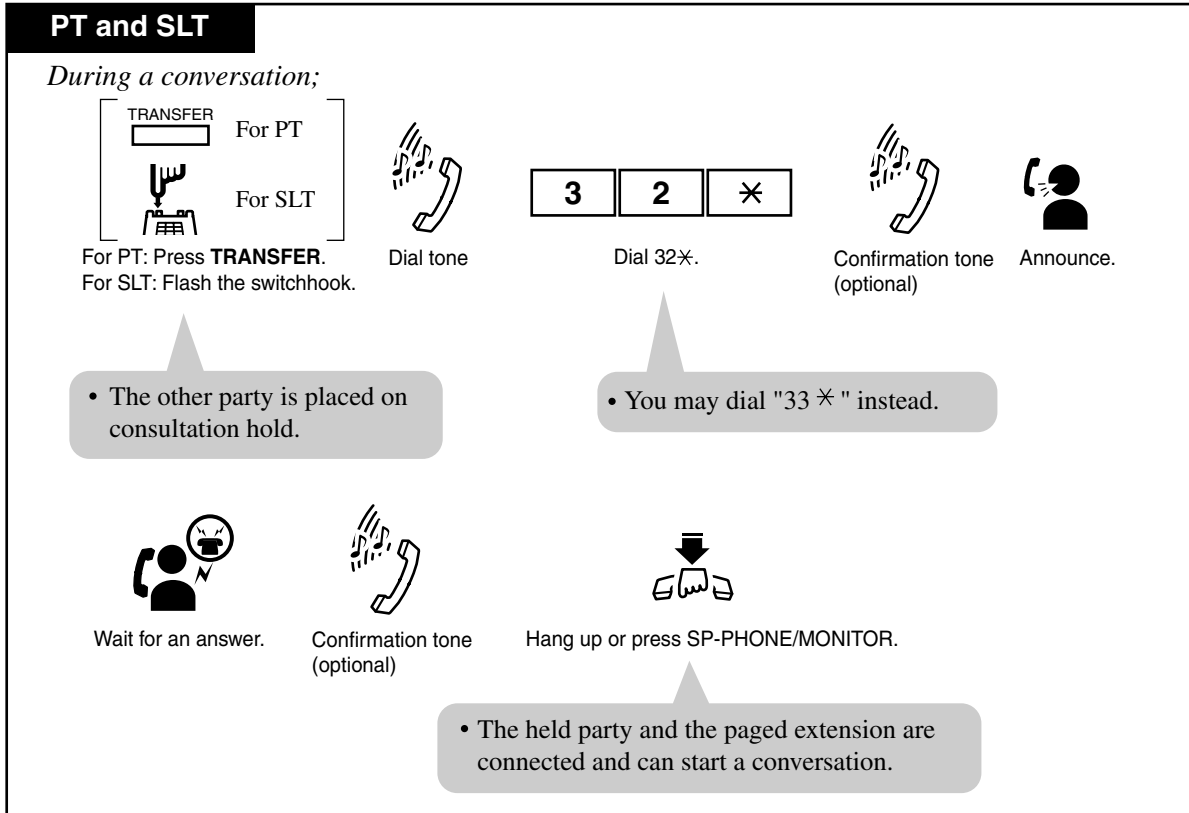 PT and SLT
During a conversation;
TRANSFER
For PT
For SLT
For PT: Press TRANSFER.
For SLT: Flash the switchhook.
Dial tone
3 2 ✳
Dial 32✳.
Confirmation tone
(optional)
Announce.
• The other party is placed on
consultation hold.
• You may dial "33 ✳ " instead.
Wait for an answer.
Confirmation tone
(optional)
Hang up or press SP-PHONE/MONITOR.
• The held party and the paged extension are
connected and can start a conversation.